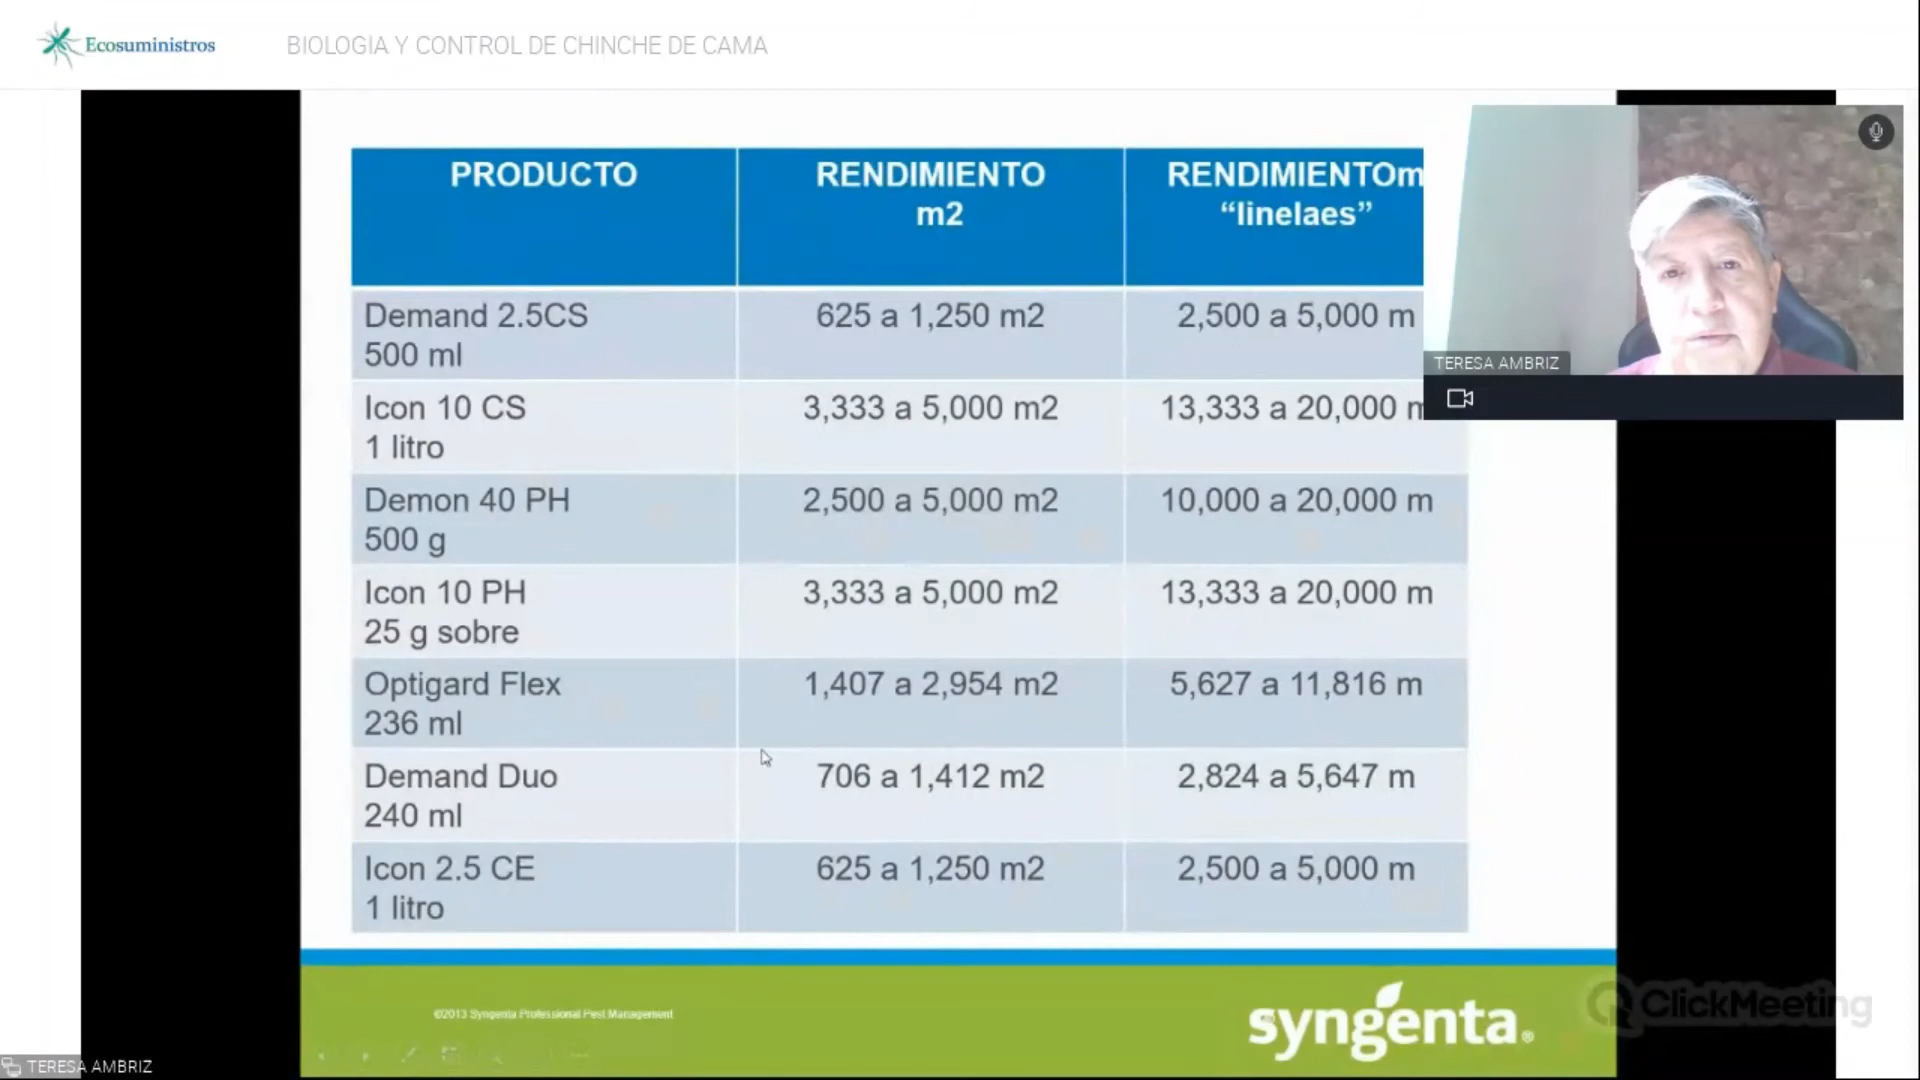 Ecosuministros
BIOLOGIA Y CONTROL DE CHINCHE DE CAMA
PRODUCTO
RENDIMIENTO
m2
RENDIMIENTOm
“linelaes”
Demand 2.5CS
500 ml
625 a 1,250 m2
2,500 a 5,000 m
Icon 10 CS
1 litro
3,333 a 5,000 m2
13,333 a 20,000 m
Demon 40 PH
500 g
2,500 a 5,000 m2
10,000 a 20,000 m
Icon 10 PH
25 g sobre
3,333 a 5,000 m2
13,333 a 20,000 m
Optigard Flex
236 ml
1,407 a 2,954 m2
5,627 a 11,816 m
Demand Duo
240 ml
706 a 1,412 m2
2,824 a 5,647 m
Icon 2.5 CE
1 litro
625 a 1,250 m2
2,500 a 5,000 m
TERESA AMBRIZ
©2013 Syngenta Professional Pest Management
syngenta®
ClickMeeting
TERESA AMBRIZ